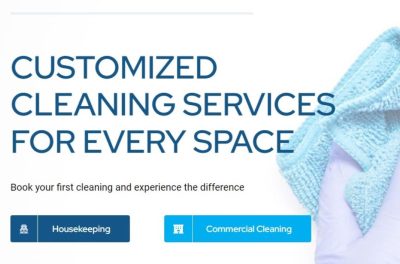 CUSTOMIZED
CLEANING SERVICES
FOR EVERY SPACE
Book your first cleaning and experience the difference
Housekeeping
Commercial Cleaning